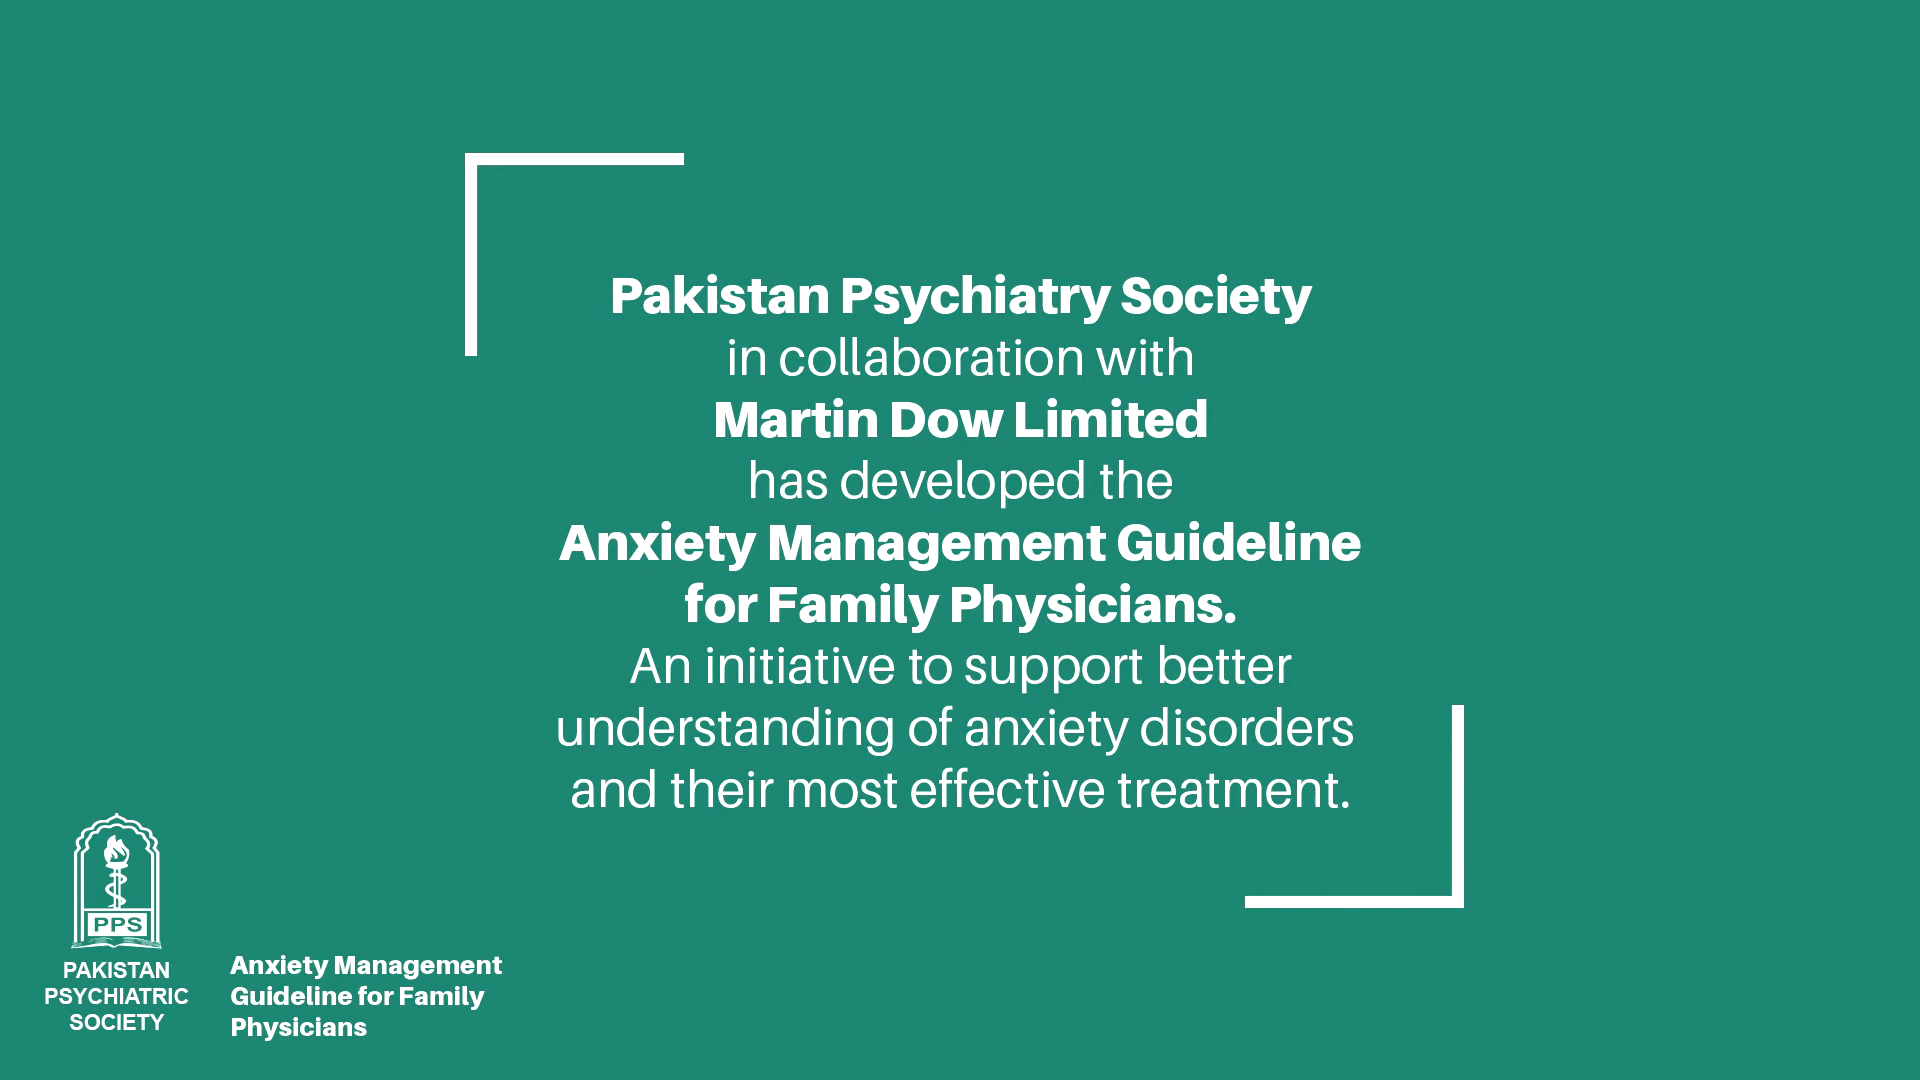 Pakistan Psychiatry Society
in collaboration with
Martin Dow Limited
has developed the
Anxiety Management Guideline
for Family Physicians.
An initiative to support better
understanding of anxiety disorders
and their most effective treatment.
PPS
PAKISTAN
PSYCHIATRIC
SOCIETY
Anxiety Management
Guideline for Family
Physicians